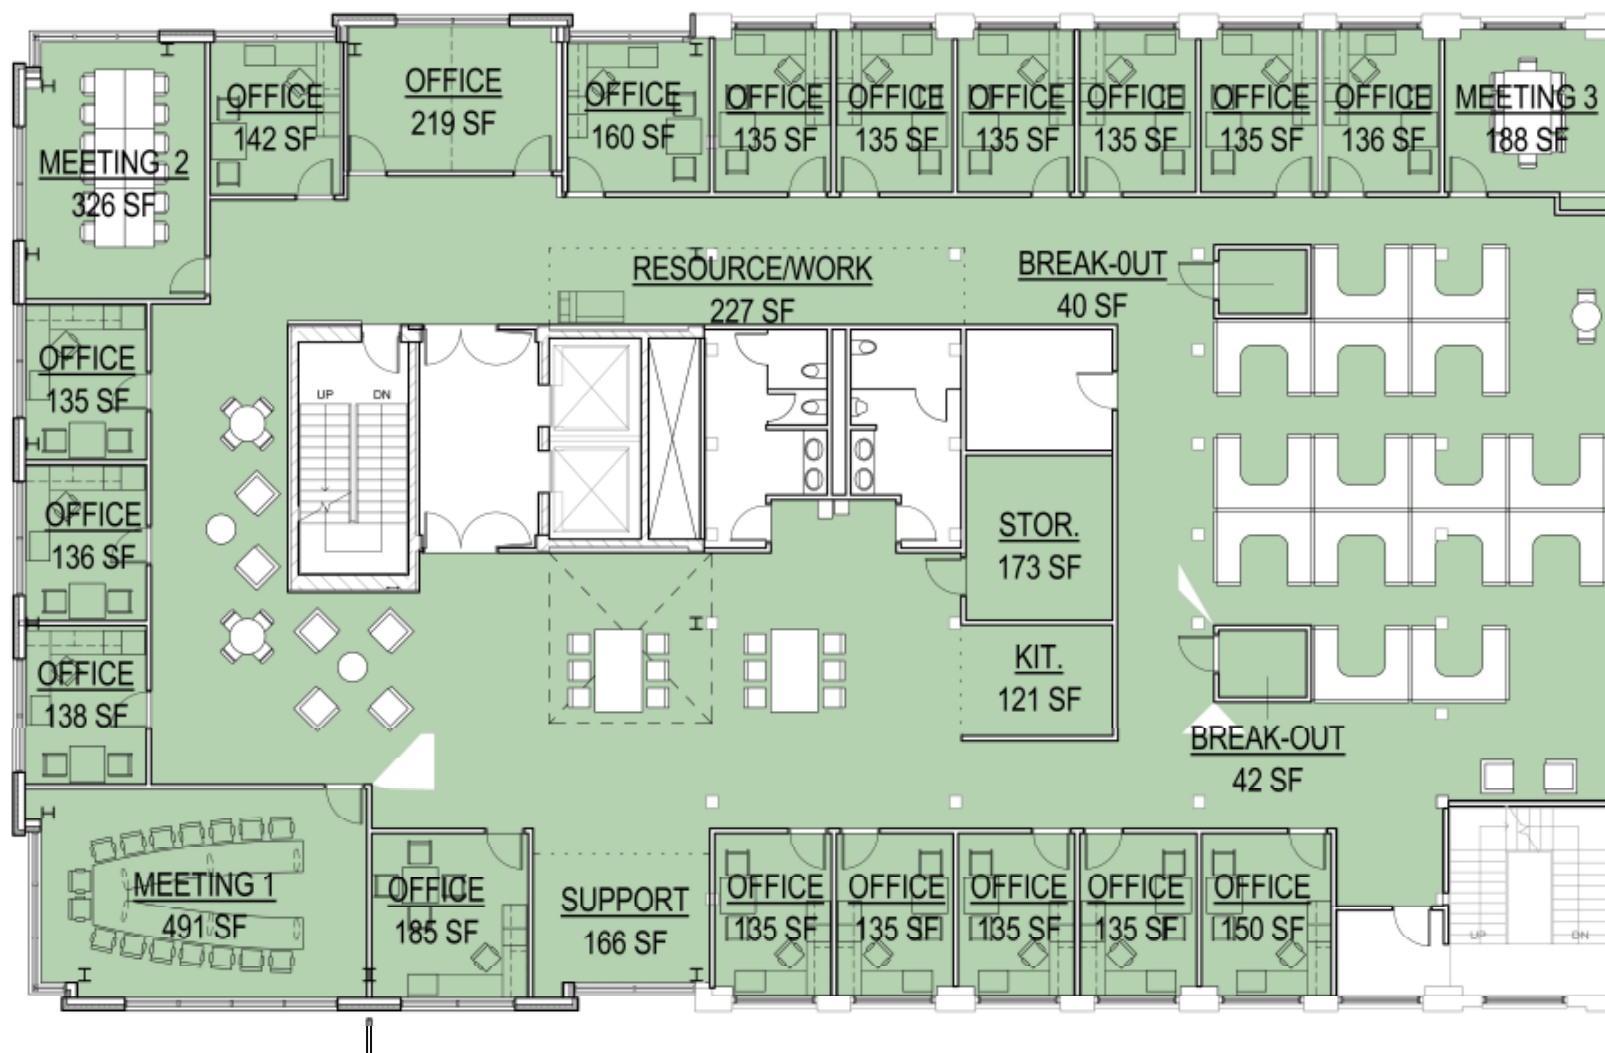 OFFICE
142 SF
OFFICE
219 SF
OFFICE
160 SF
OFFICE
135 SF
OFFICE
135 SF
OFFICE
135 SF
OFFICE
135 SF
OFFICE
135 SF
OFFICE
136 SF
MEETING 3
188 SF
MEETING 2
326 SF
RESOURCE/WORK
227 SF
BREAK-0UT
40 SF
OFFICE
135 SF
UP
DN
OFFICE
136 SF
STOR.
173 SF
OFFICE
138 SF
KIT.
121 SF
BREAK-OUT
42 SF
MEETING 1
491 SF
OFFICE
185 SF
SUPPORT
166 SF
OFFICE
135 SF
OFFICE
135 SF
OFFICE
135 SF
OFFICE
135 SF
OFFICE
150 SF
UP
DN